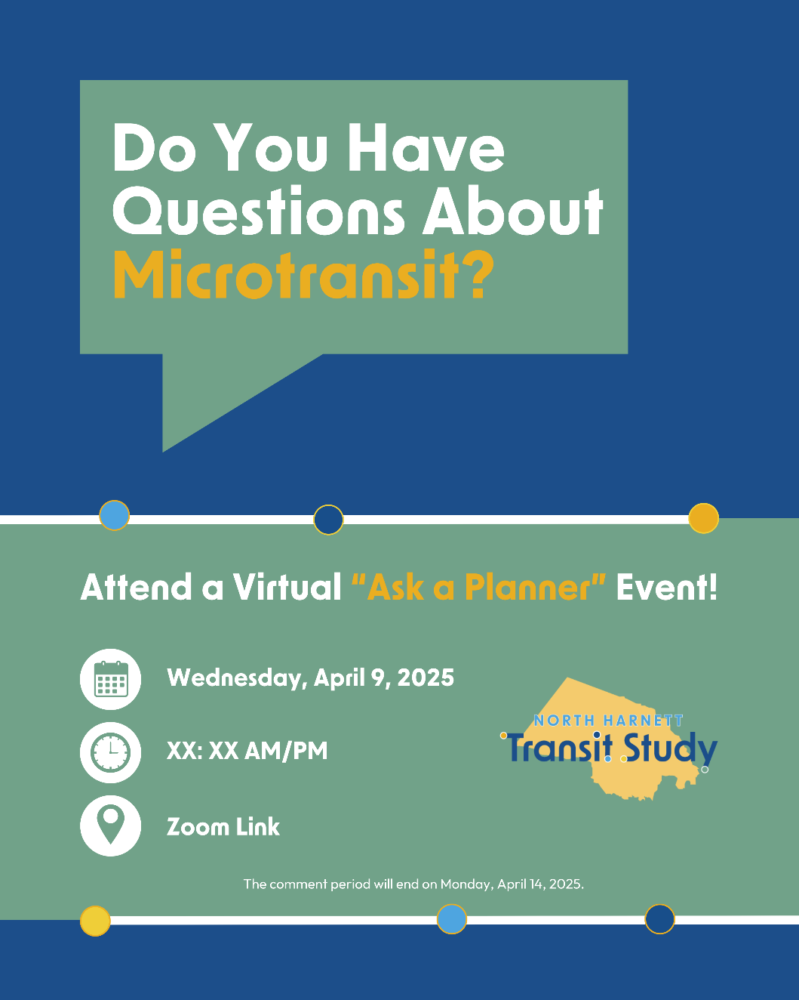 Do You Have
Questions About
Microtransit?
Attend a Virtual “Ask a Planner” Event!
Wednesday, April 9, 2025
XX: XX AM/PM
Zoom Link
NORTH HARNETT
Transit Study
The comment period will end on Monday, April 14, 2025.